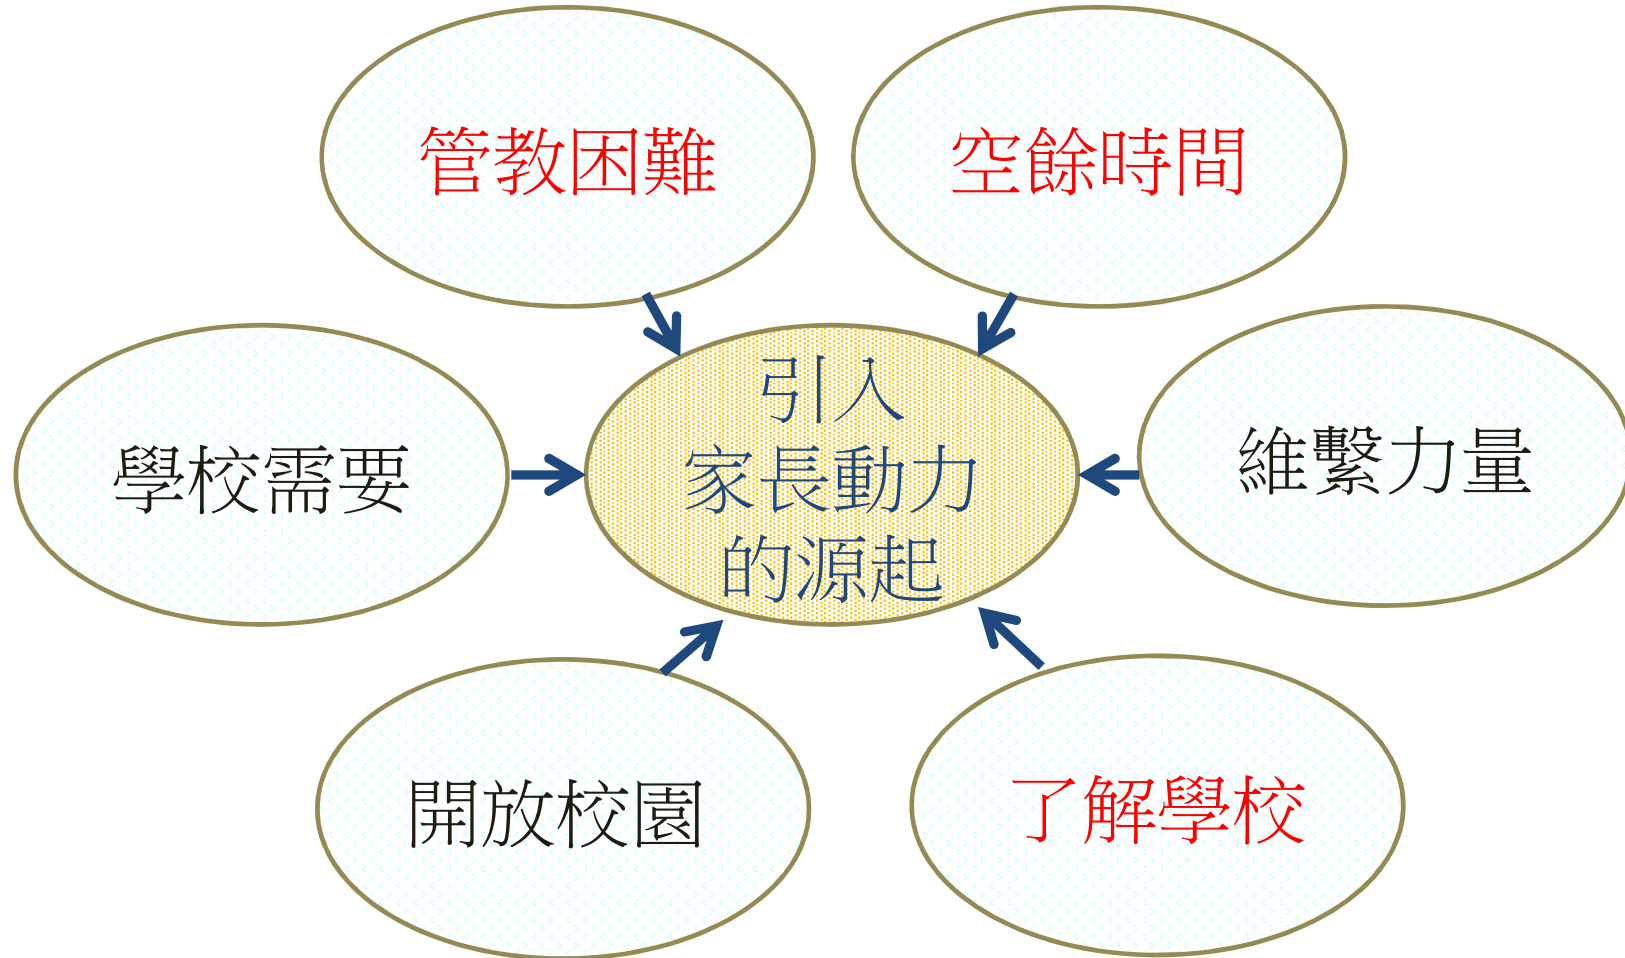 管教困難
空餘時間
引入
家長動力
的源起
學校需要
維繫力量
開放校園
了解學校